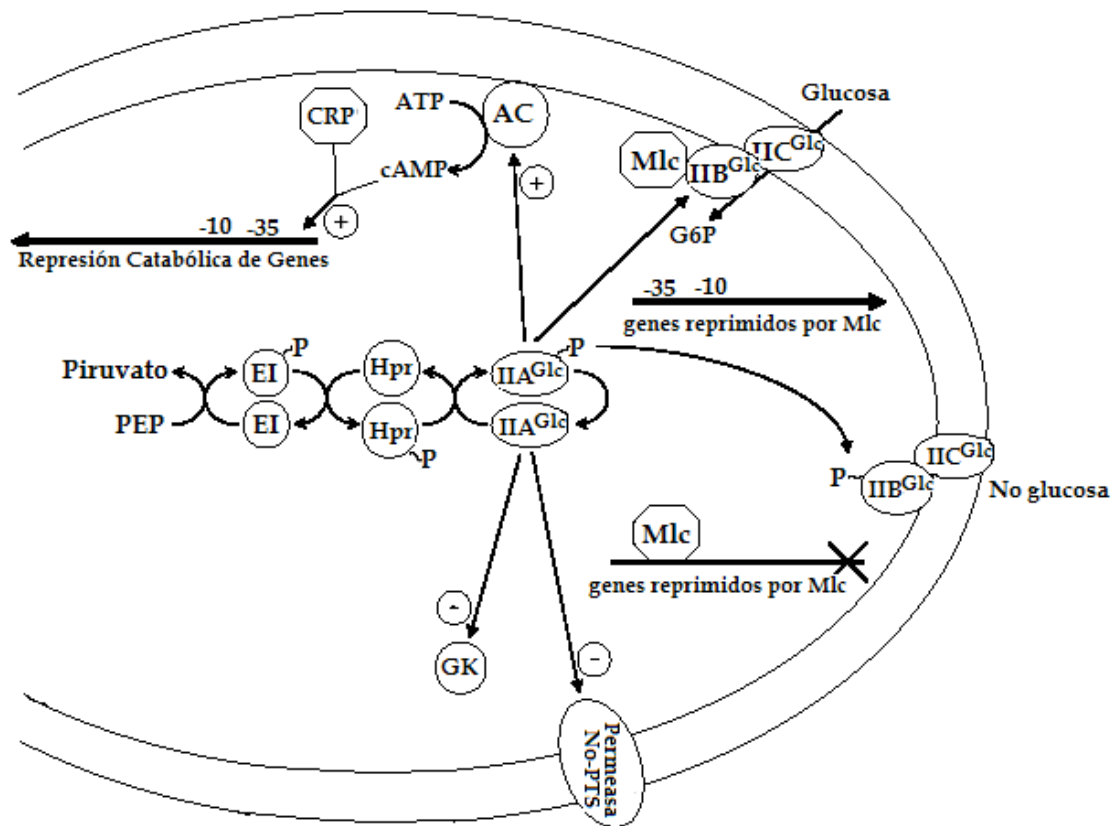 Glucosa
ATP
AC
CRP
Mlc
IIB^Glc
IIC^Glc
cAMP
+
+
G6P
-10 -35
Represión Catabólica de Genes
-35 -10
genes reprimidos por Mlc
Piruvato
EI
~P
Hpr
IIA^Glc
~P
PEP
EI
Hpr
~P
IIA^Glc
IIC^Glc
P~
IIB^Glc
No glucosa
Mlc
genes reprimidos por Mlc
-
-
GK
Permeasa
No-PTS